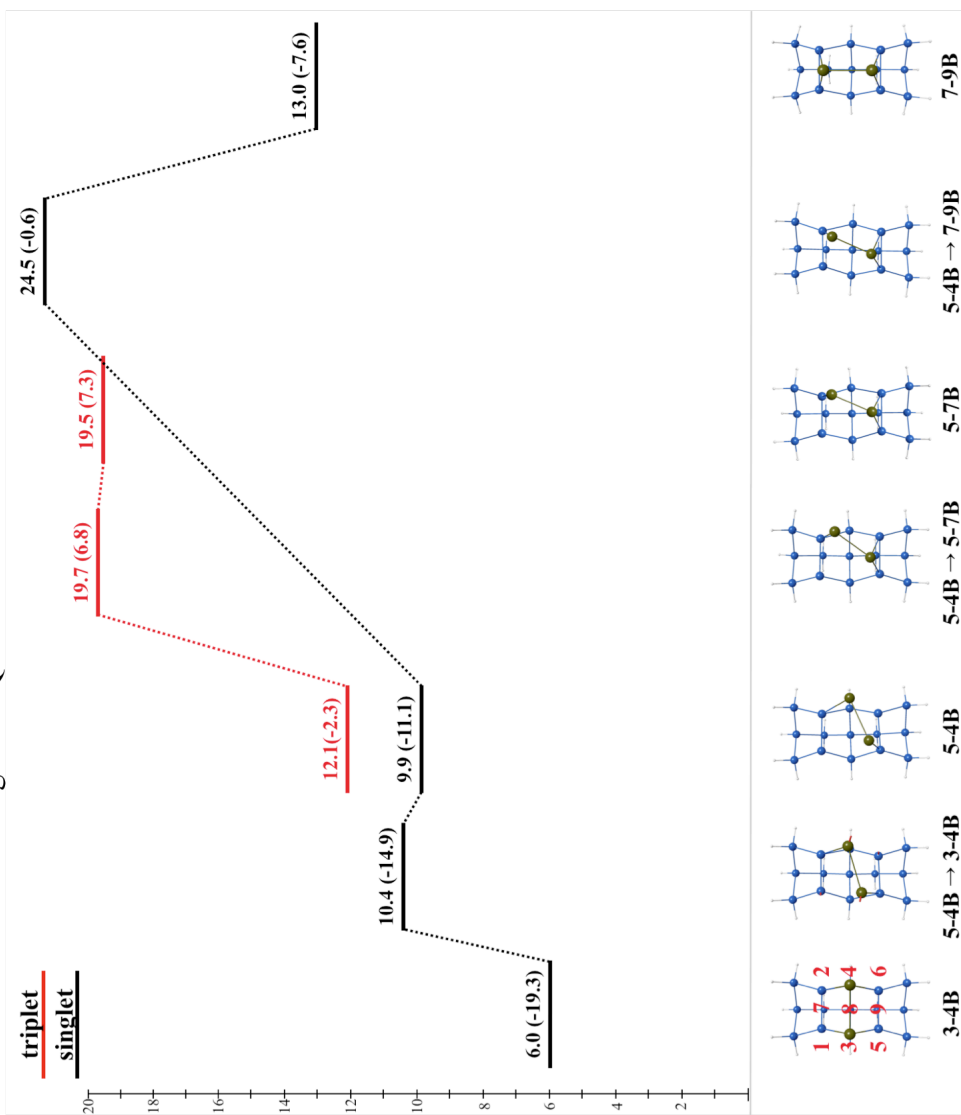 triplet
singlet
24.5 (-0.6)
19.7 (6.8)
19.5 (7.3)
13.0 (-7.6)
12.1(-2.3)
10.4 (-14.9)
9.9 (-11.1)
6.0 (-19.3)
20
18
16
14
12
10
8
6
4
2
1 7 2
3 8 4
5 9 6
3-4B
5-4B → 3-4B
5-4B
5-4B → 5-7B
5-7B
5-4B → 7-9B
7-9B